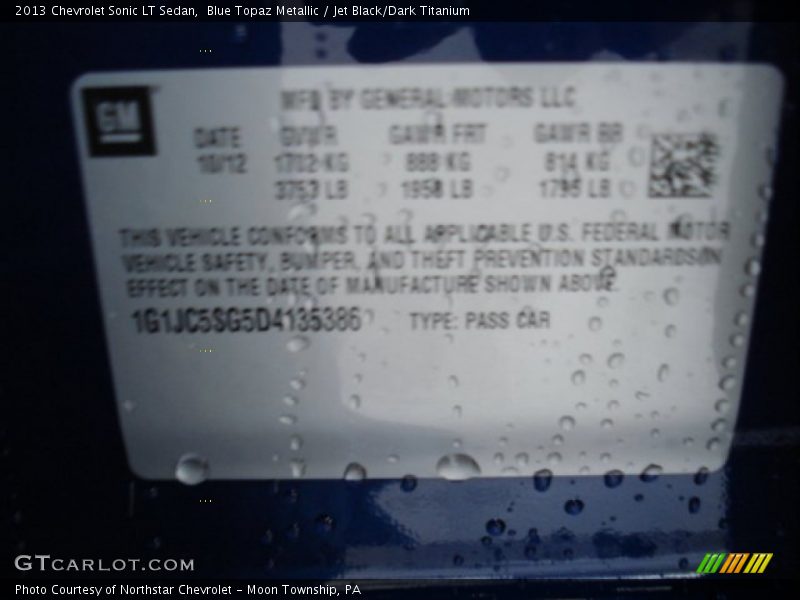 2013 Chevrolet Sonic LT Sedan,  Blue Topaz Metallic / Jet Black/Dark Titanium
GM
MFD BY GENERAL MOTORS LLC
DATE GVWR GAWR FRT GAWR RR
10/12 1702 KG 888 KG 814 KG
3752 LB 1958 LB 1795 LB
THIS VEHICLE CONFORMS TO ALL APPLICABLE U.S. FEDERAL MOTOR
VEHICLE SAFETY, BUMPER, AND THEFT PREVENTION STANDARDS IN
EFFECT ON THE DATE OF MANUFACTURE SHOWN ABOVE.
1G1JC5SG5D4135386 TYPE: PASS CAR
GTCARLOT.COM
Photo Courtesy of Northstar Chevrolet - Moon Township, PA